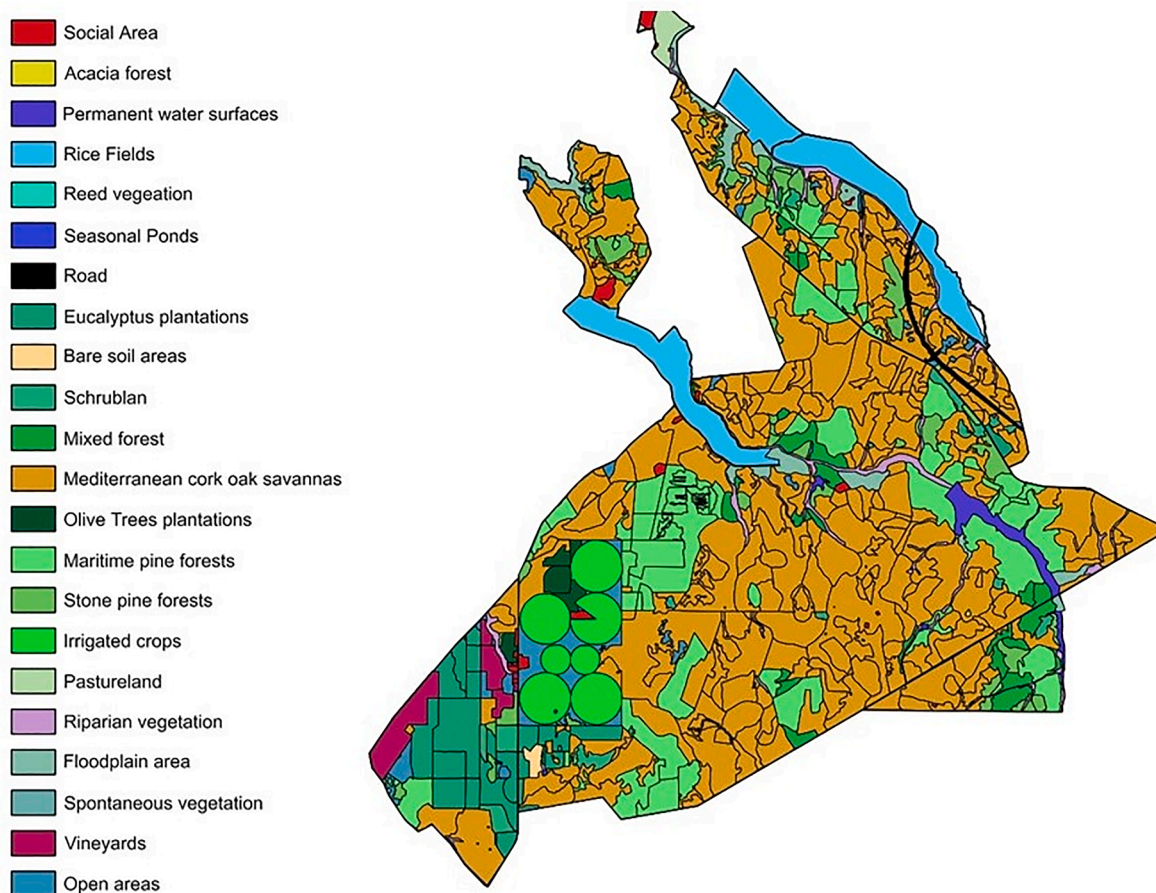 Social Area
Acacia forest
Permanent water surfaces
Rice Fields
Reed vegeation
Seasonal Ponds
Road
Eucalyptus plantations
Bare soil areas
Schrublan
Mixed forest
Mediterranean cork oak savannas
Olive Trees plantations
Maritime pine forests
Stone pine forests
Irrigated crops
Pastureland
Riparian vegetation
Floodplain area
Spontaneous vegetation
Vineyards
Open areas